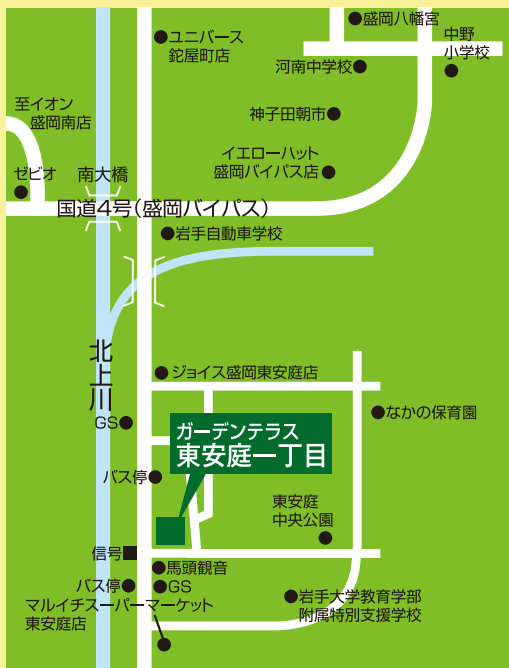 盛岡八幡宮
ユニバース
鉈屋町店
中野
小学校
河南中学校
至イオン
盛岡南店
神子田朝市
イエローハット
盛岡バイパス店
ゼビオ
南大橋
国道4号(盛岡バイパス)
岩手自動車学校
北上川
ジョイス盛岡東安庭店
GS
なかの保育園
ガーデンテラス
東安庭一丁目
バス停
東安庭
中央公園
信号
馬頭観音
バス停
GS
マルイチスーパーマーケット
東安庭店
岩手大学教育学部
附属特別支援学校